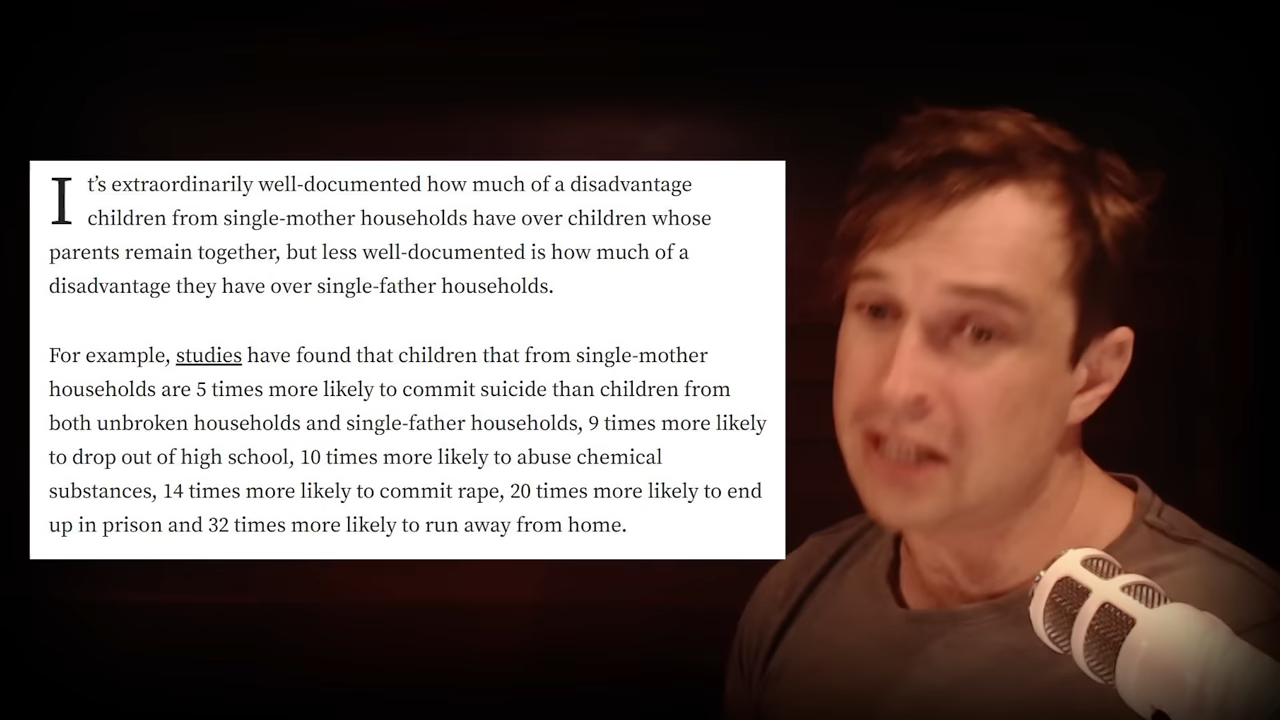 It's extraordinarily well-documented how much of a disadvantage
children from single-mother households have over children whose
parents remain together, but less well-documented is how much of a
disadvantage they have over single-father households.
For example, studies have found that children that from single-mother
households are 5 times more likely to commit suicide than children from
both unbroken households and single-father households, 9 times more likely
to drop out of high school, 10 times more likely to abuse chemical
substances, 14 times more likely to commit rape, 20 times more likely to end
up in prison and 32 times more likely to run away from home.